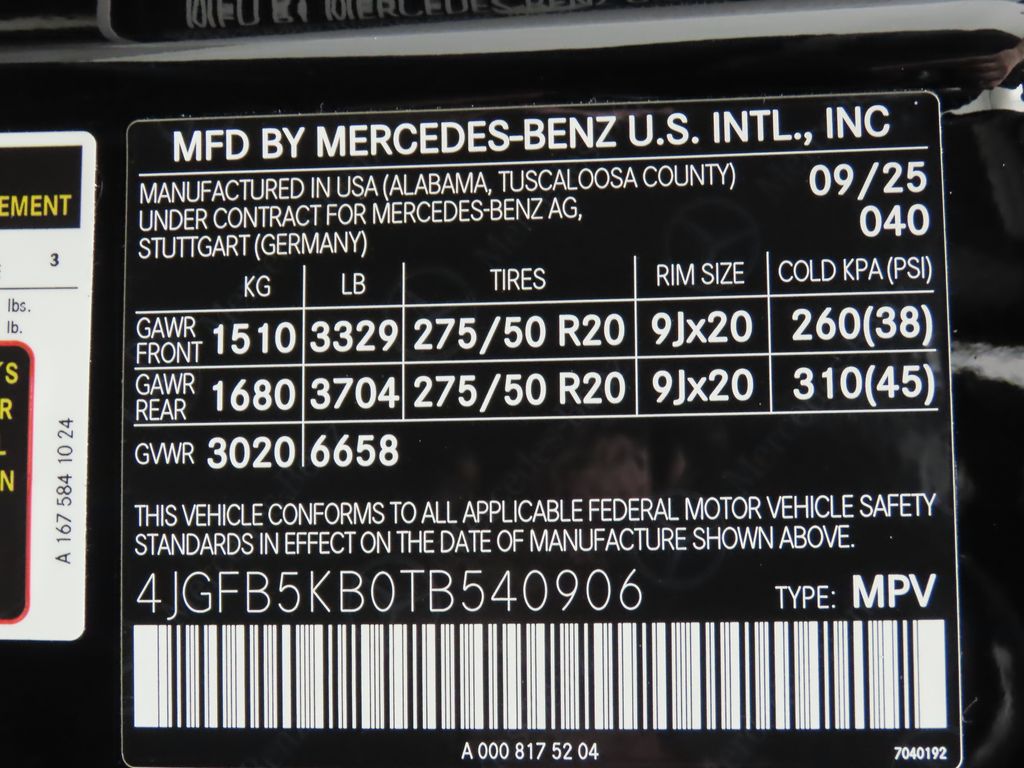 MFD BY MERCEDES-BENZ U.S. INTL., INC
MANUFACTURED IN USA (ALABAMA, TUSCALOOSA COUNTY) 09/25
UNDER CONTRACT FOR MERCEDES-BENZ AG, 040
STUTTGART (GERMANY)
KG LB TIRES RIM SIZE COLD KPA (PSI)
GAWR FRONT 1510 3329 275/50 R20 9Jx20 260(38)
GAWR REAR 1680 3704 275/50 R20 9Jx20 310(45)
GVWR 3020 6658
THIS VEHICLE CONFORMS TO ALL APPLICABLE FEDERAL MOTOR VEHICLE SAFETY
STANDARDS IN EFFECT ON THE DATE OF MANUFACTURE SHOWN ABOVE.
4JGFB5KB0TB540906 TYPE: MPV
A 000 817 52 04 7040192
EMENT
3
lbs.
lb.
A 167 584 10 24